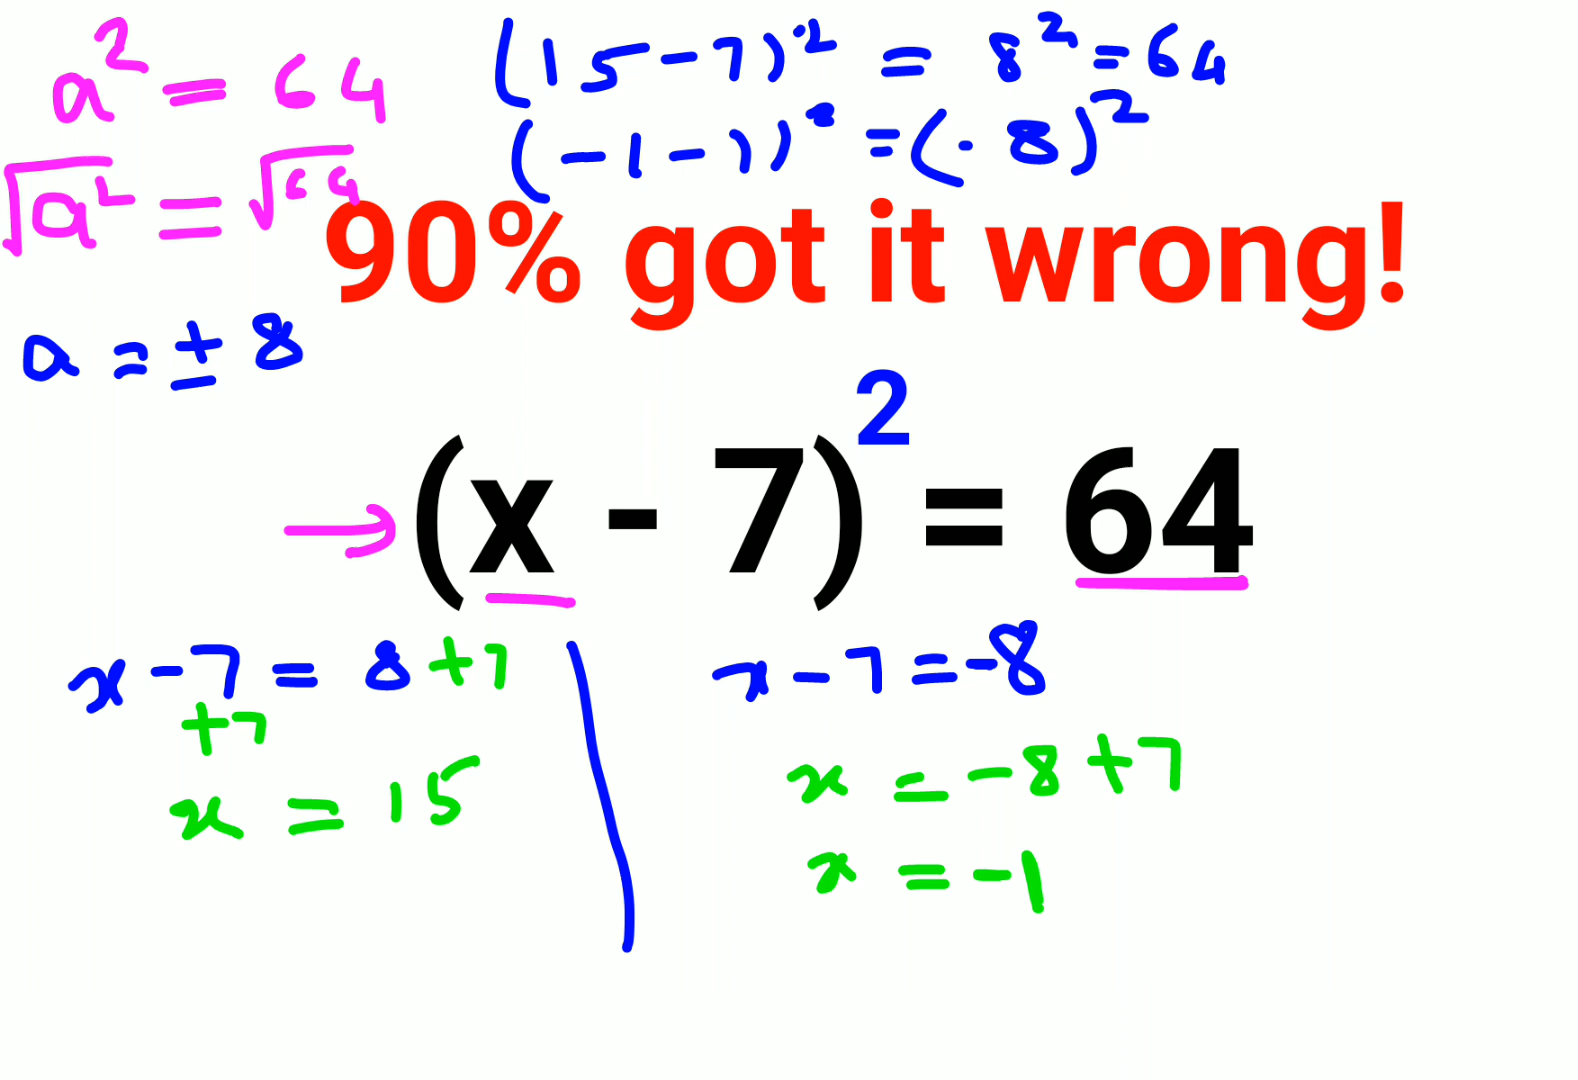 a² = 64
√a² = √64
a = ± 8
(15 - 7)² = 8² = 64
(-1 - 7)² = (-8)²
90% got it wrong!
(x - 7)² = 64
x - 7 = 8 + 7
+7
x = 15
x - 7 = -8
x = -8 + 7
x = -1